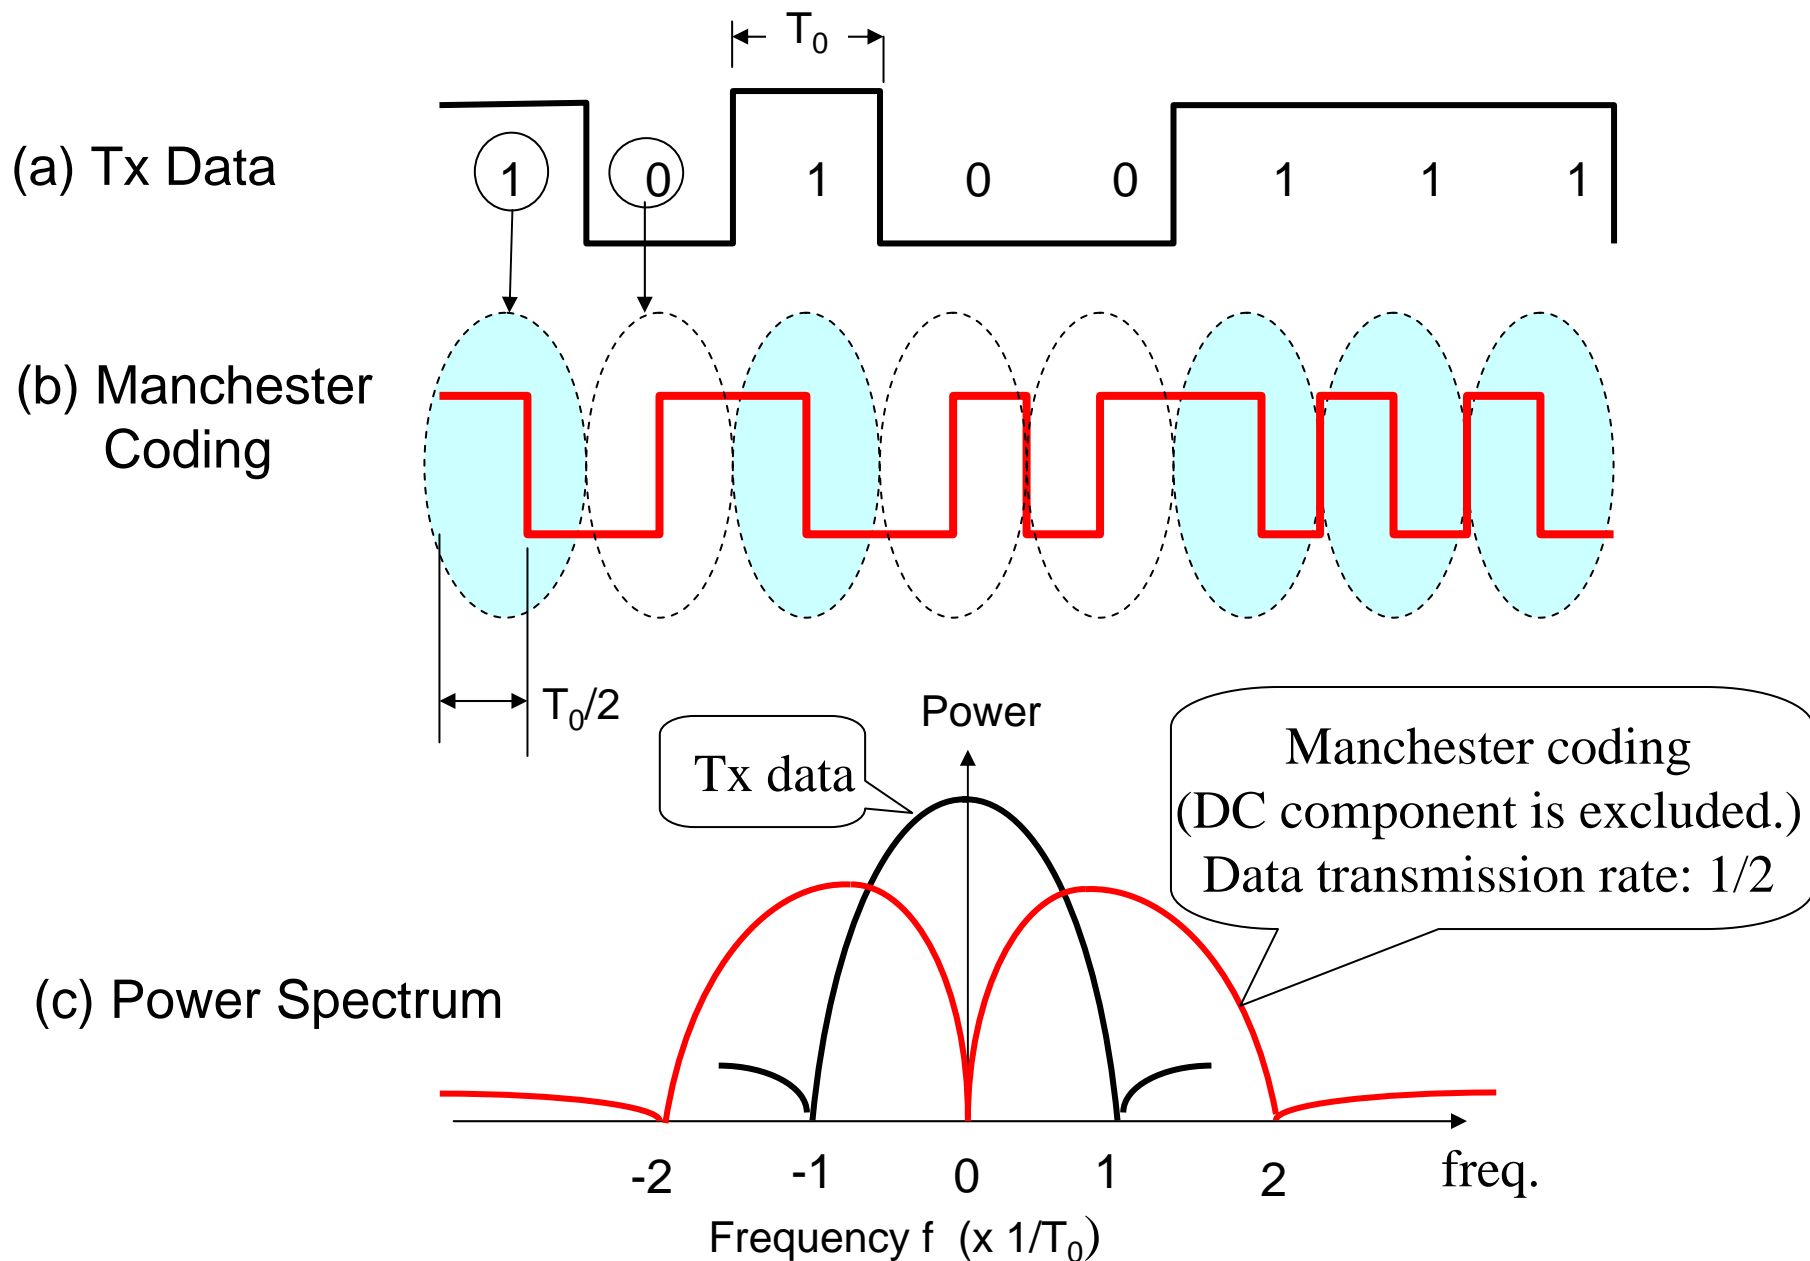 T0
(a) Tx Data
1 0 1 0 0 1 1 1
(b) Manchester
Coding
T0/2
Power
Tx data
Manchester coding
(DC component is excluded.)
Data transmission rate: 1/2
(c) Power Spectrum
-2 -1 0 1 2 freq.
Frequency f (x 1/T0)